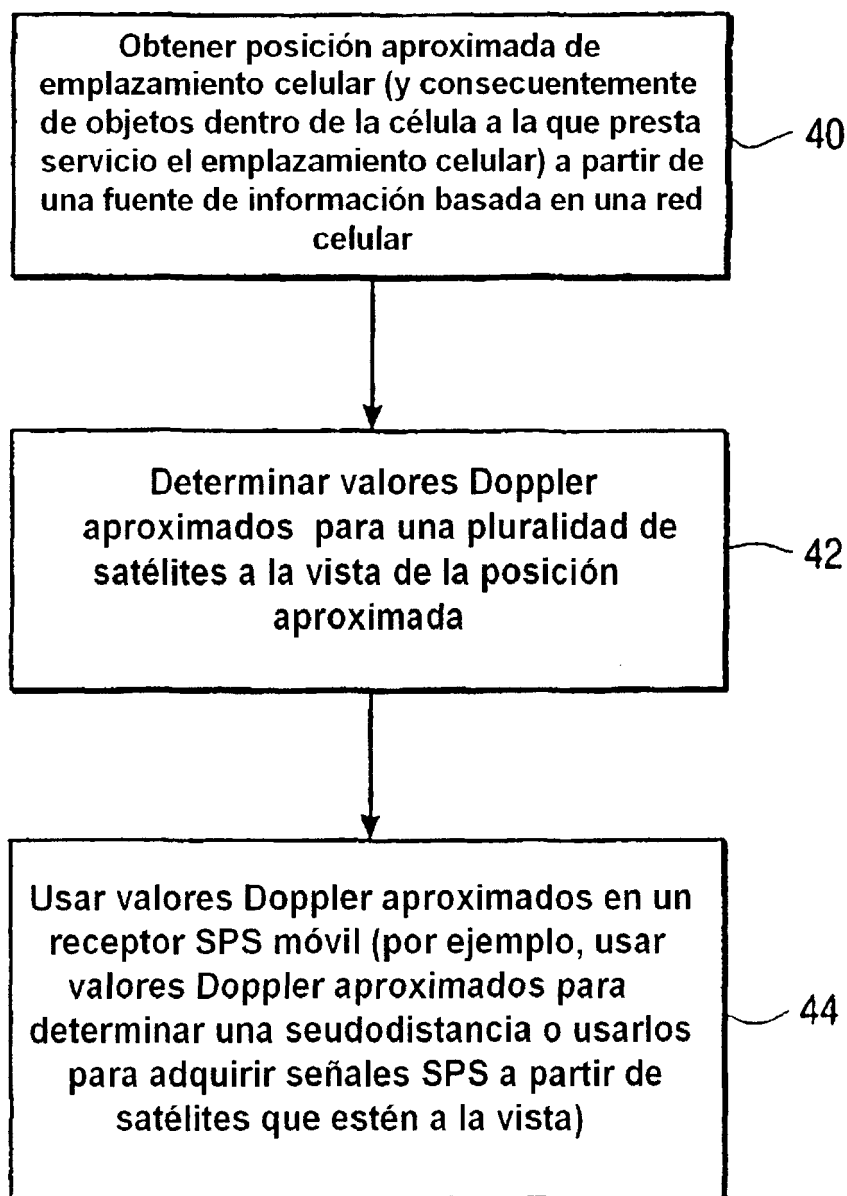 Obtener posición aproximada de
emplazamiento celular (y consecuentemente
de objetos dentro de la célula a la que presta
servicio el emplazamiento celular) a partir de
una fuente de información basada en una red
celular
40
Determinar valores Doppler
aproximados para una pluralidad de
satélites a la vista de la posición
aproximada
42
Usar valores Doppler aproximados en un
receptor SPS móvil (por ejemplo, usar
valores Doppler aproximados para
determinar una seudodistancia o usarlos
para adquirir señales SPS a partir de
satélites que estén a la vista)
44